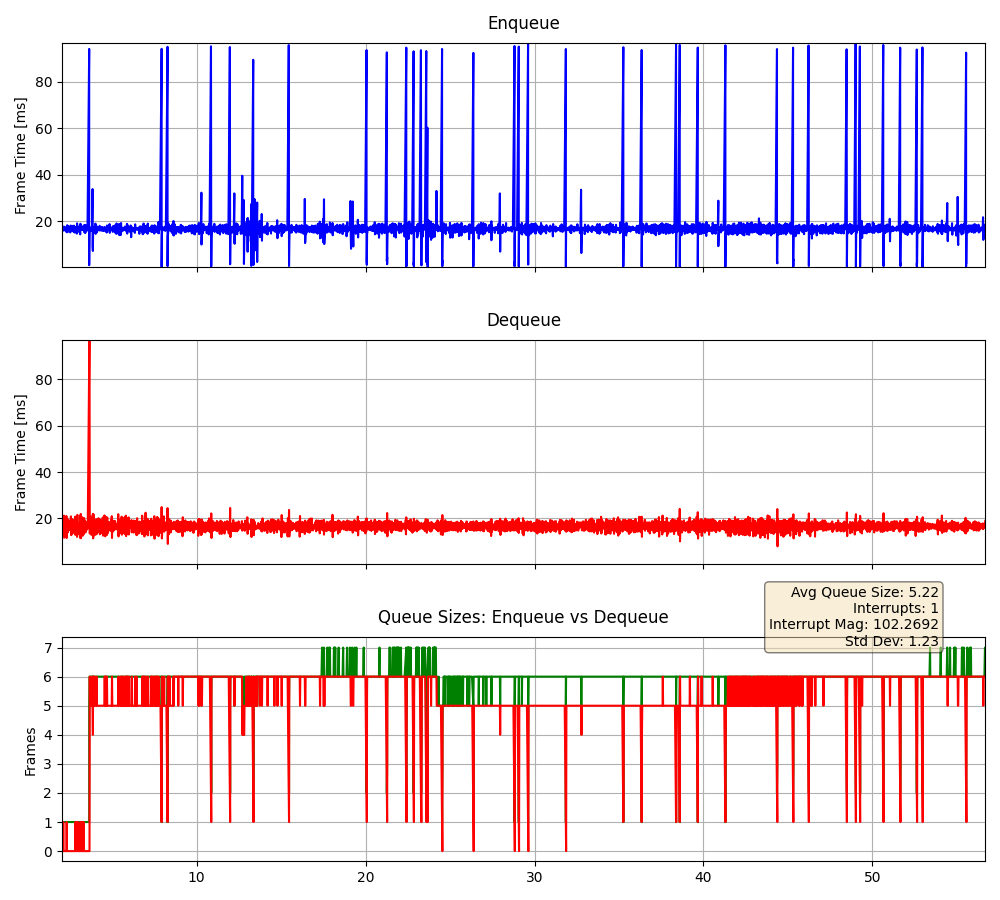 Enqueue
Frame Time [ms]
80
60
40
20
Dequeue
Frame Time [ms]
80
60
40
20
Avg Queue Size: 5.22
Interrupts: 1
Interrupt Mag: 102.2692
Std Dev: 1.23
Queue Sizes: Enqueue vs Dequeue
Frames
7
6
5
4
3
2
1
0
10 20 30 40 50